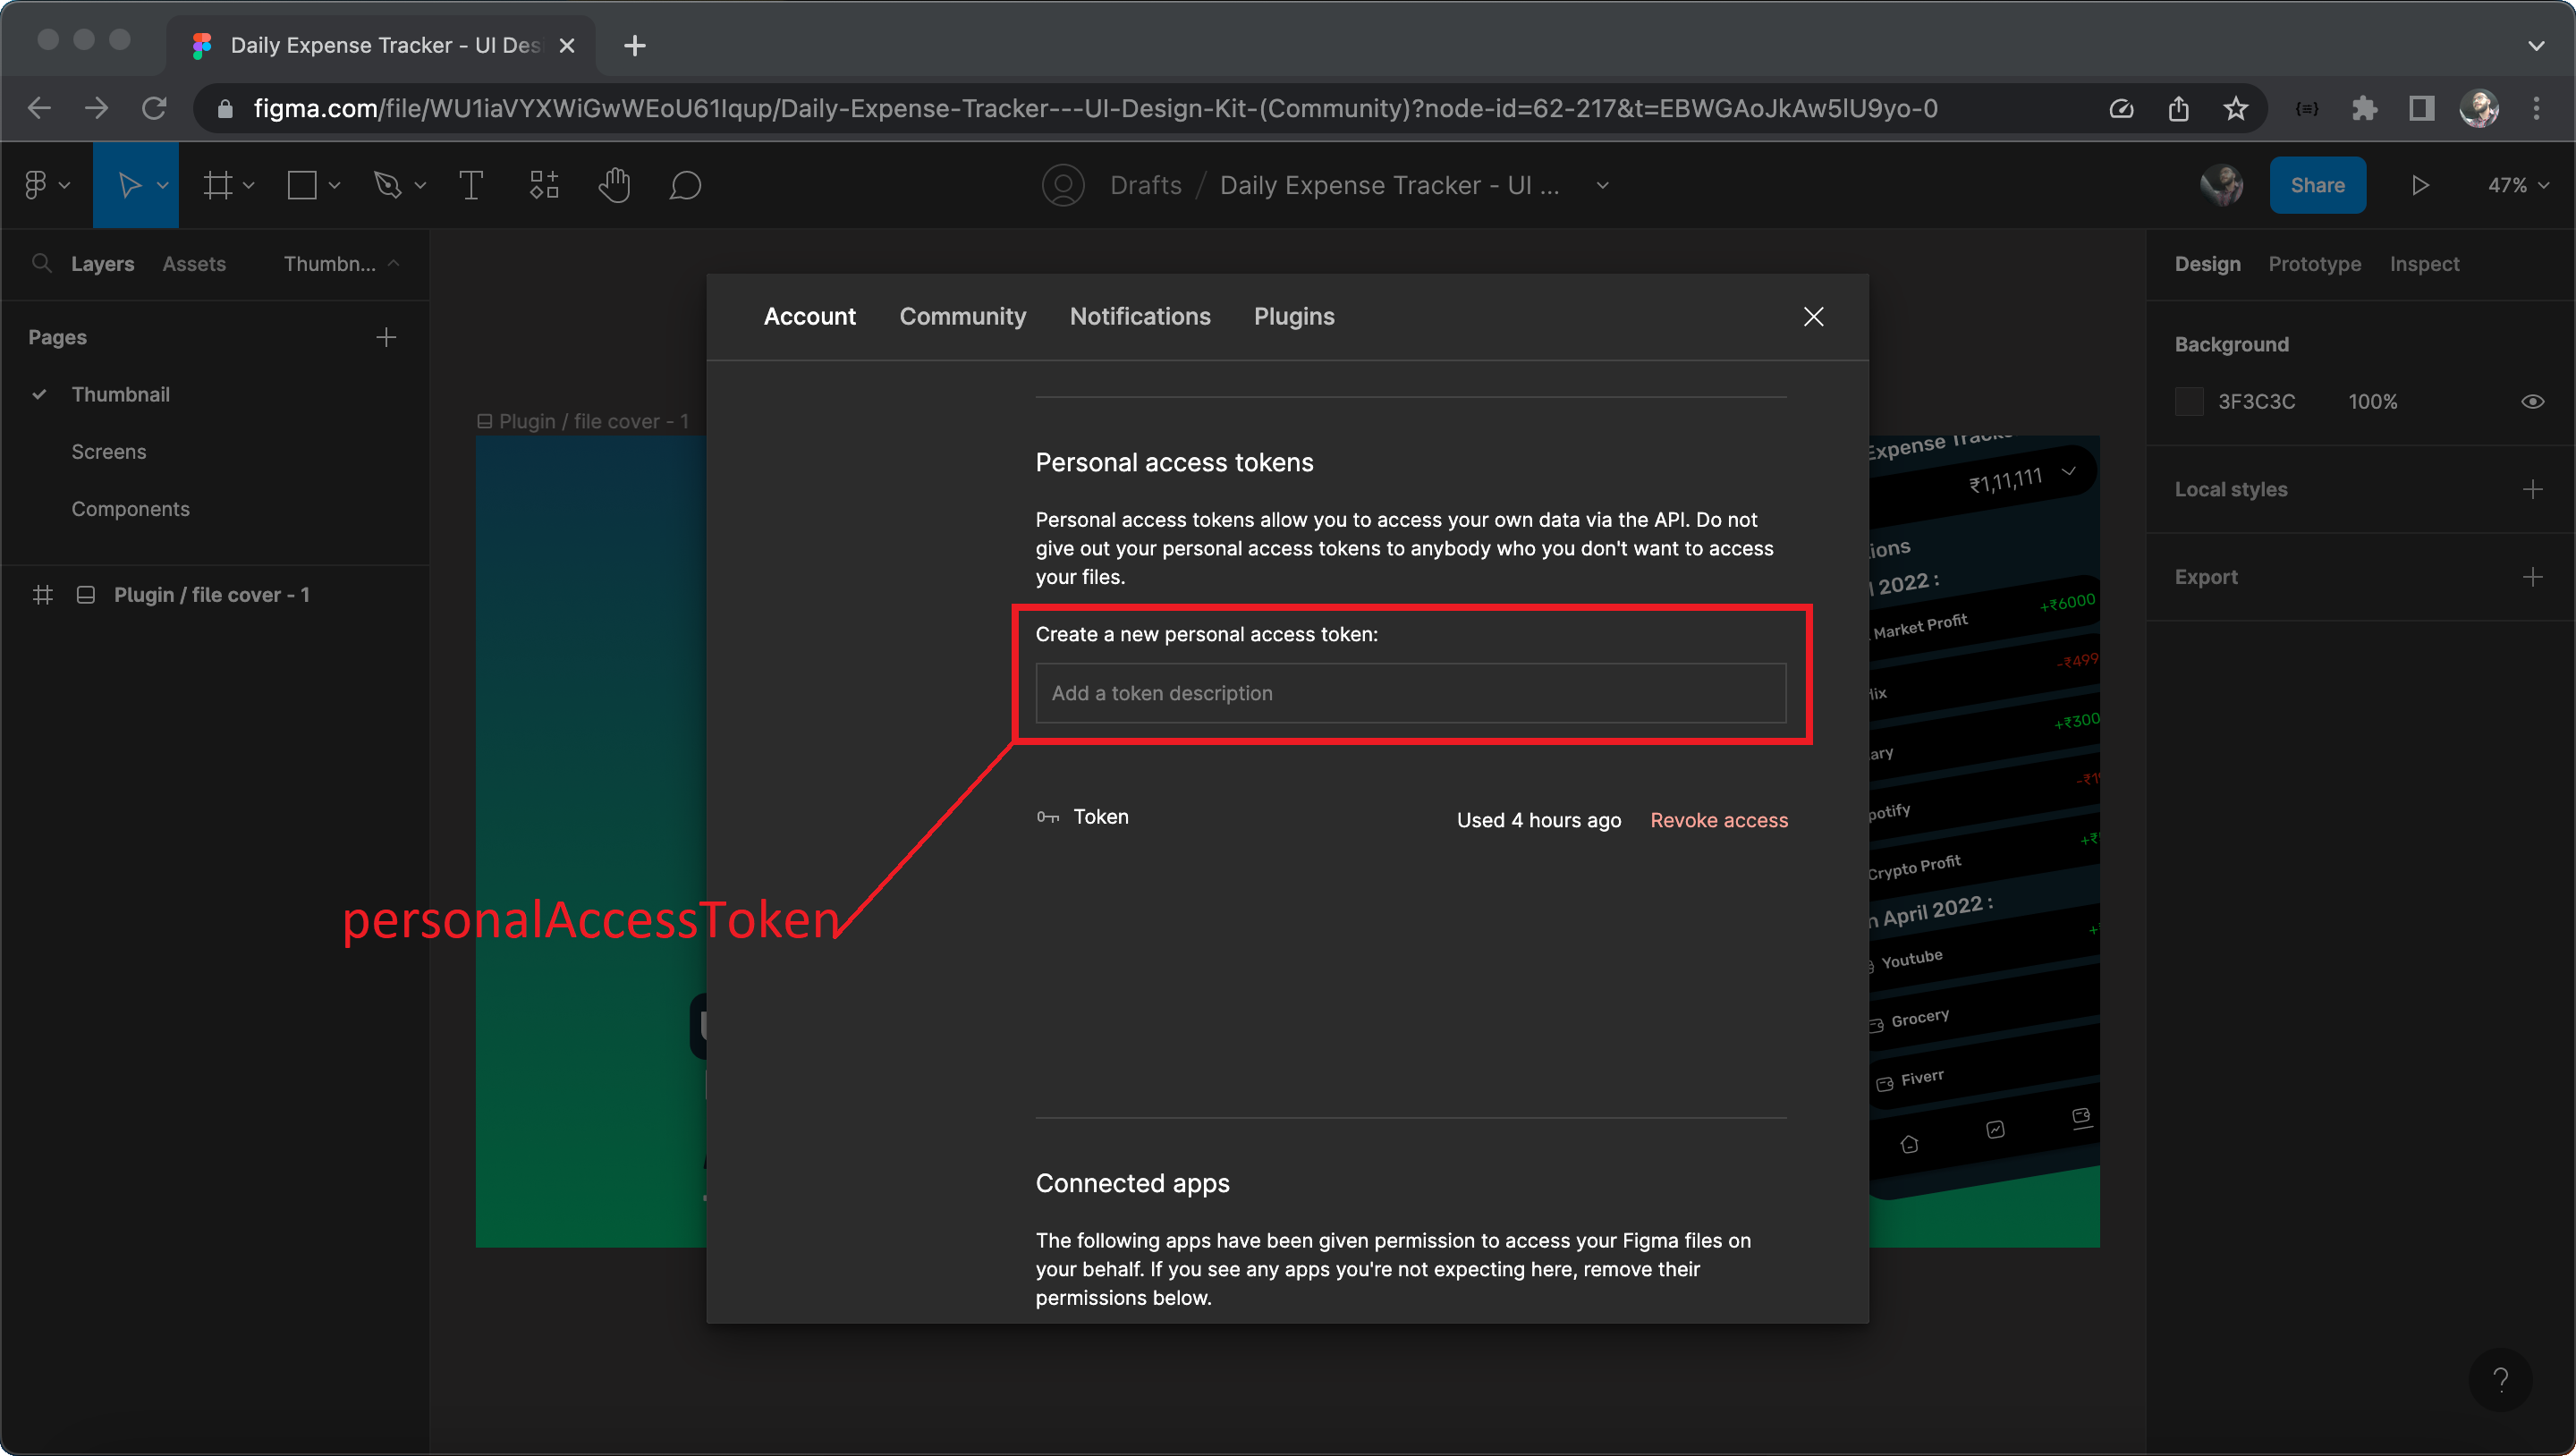 Daily Expense Tracker - UI Des
figma.com/file/WU1iaVYXWiGwWEoU61Iqup/Daily-Expense-Tracker---UI-Design-Kit-(Community)?node-id=62-217&t=EBWGAoJkAw5lU9yo-0
Drafts / Daily Expense Tracker - UI ...
Share
47%
Layers
Assets
Thumbn...
Design
Prototype
Inspect
Pages
Thumbnail
Screens
Components
Plugin / file cover - 1
Plugin / file cover - 1
Account
Community
Notifications
Plugins
Personal access tokens
Personal access tokens allow you to access your own data via the API. Do not
give out your personal access tokens to anybody who you don't want to access
your files.
Create a new personal access token:
Add a token description
Token
Used 4 hours ago
Revoke access
personalAccessToken
Connected apps
The following apps have been given permission to access your Figma files on
your behalf. If you see any apps you're not expecting here, remove their
permissions below.
Expense
₹1,11,111
2022 :
+₹6000
Market Profit
-₹499
+₹300
Crypto Profit
April 2022 :
Youtube
Grocery
Fiverr
Background
3F3C3C
100%
Local styles
Export
?